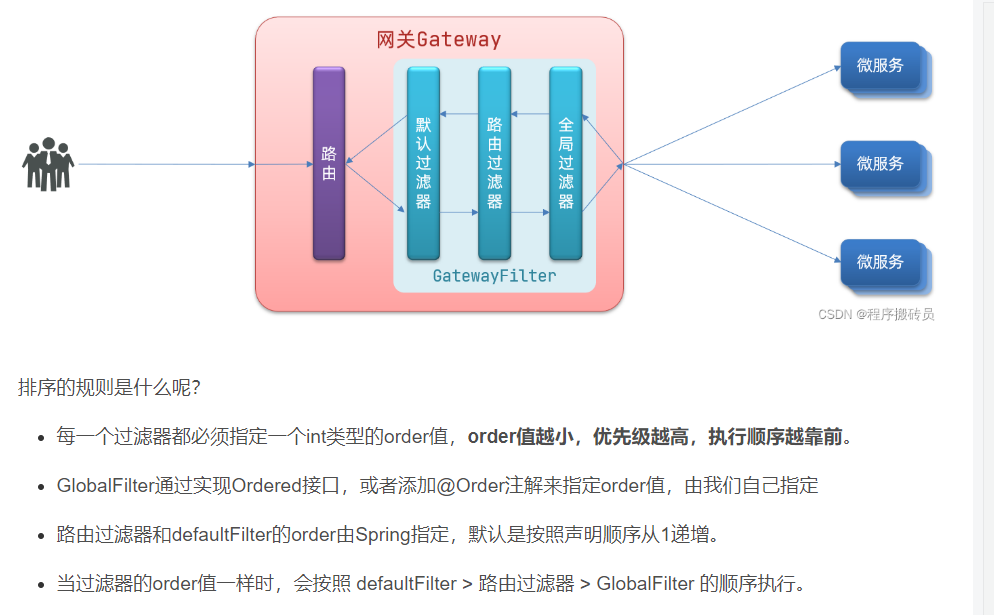 网关Gateway
路由
默认过滤器
路由过滤器
全局过滤器
GatewayFilter
微服务
微服务
微服务
CSDN @程序搬砖员
排序的规则是什么呢?
每一个过滤器都必须指定一个int类型的order值，order值越小，优先级越高，执行顺序越靠前。
GlobalFilter通过实现Ordered接口，或者添加@Order注解来指定order值，由我们自己指定
路由过滤器和defaultFilter的order由Spring指定，默认是按照声明顺序从1递增。
当过滤器的order值一样时，会按照 defaultFilter > 路由过滤器 > GlobalFilter 的顺序执行。